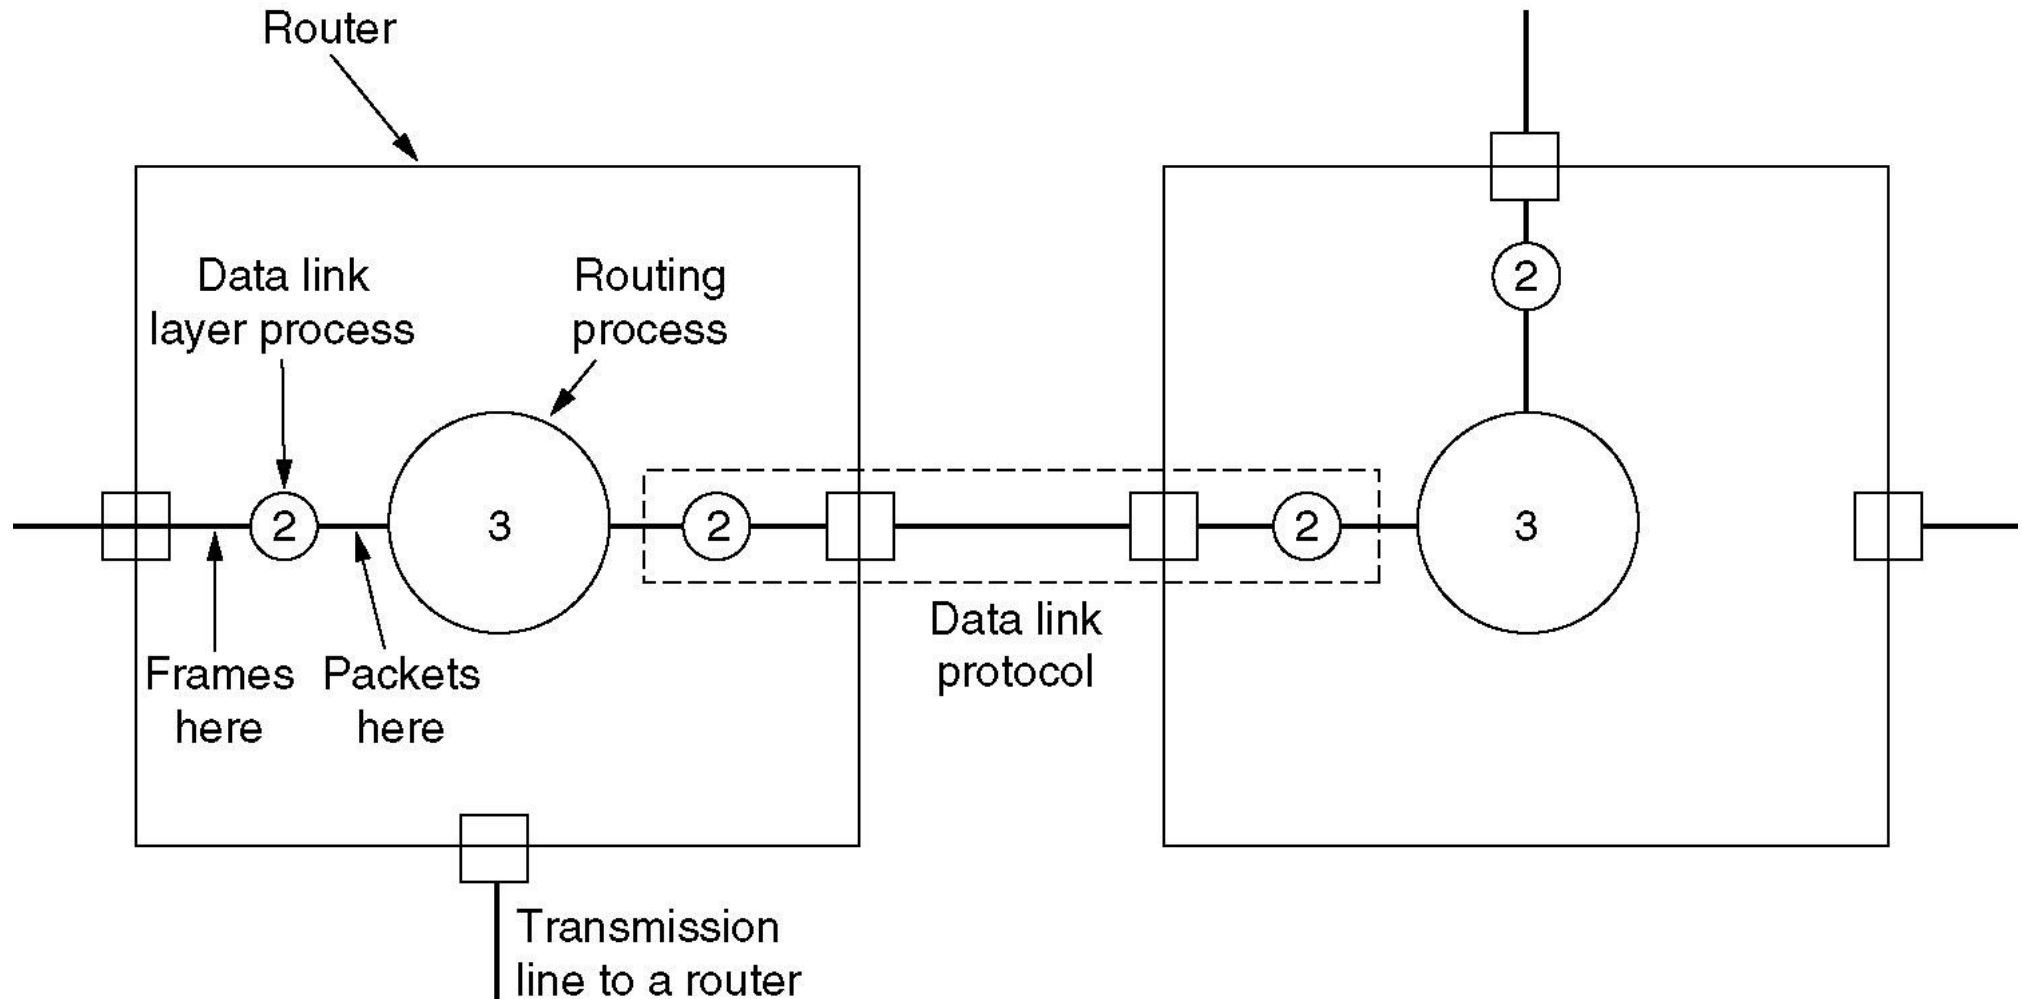 Router
Data link
layer process
Routing
process
2
2
3
2
2
3
Frames
here
Packets
here
Data link
protocol
Transmission
line to a router